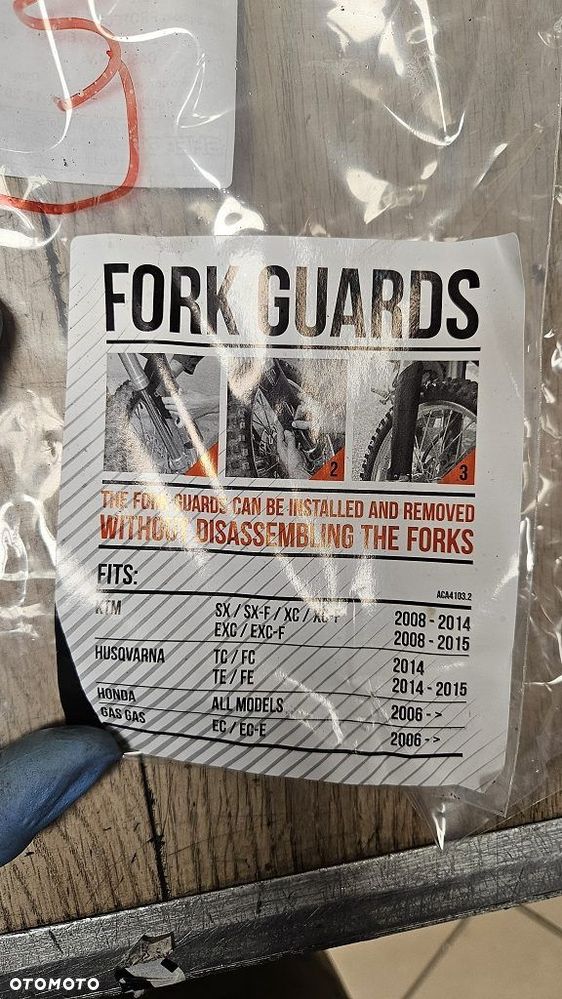 FORK GUARDS
2
3
THE FORK GUARDS CAN BE INSTALLED AND REMOVED
WITHOUT DISASSEMBLING THE FORKS
FITS:
ACA4103.2
KTM SX / SX-F / XC / XC-F 2008 - 2014
EXC / EXC-F 2008 - 2015
HUSQVARNA TC / FC 2014
TE / FE 2014 - 2015
HONDA ALL MODELS 2006 - >
GAS GAS EC / EC-E 2006 - >
OTOMOTO